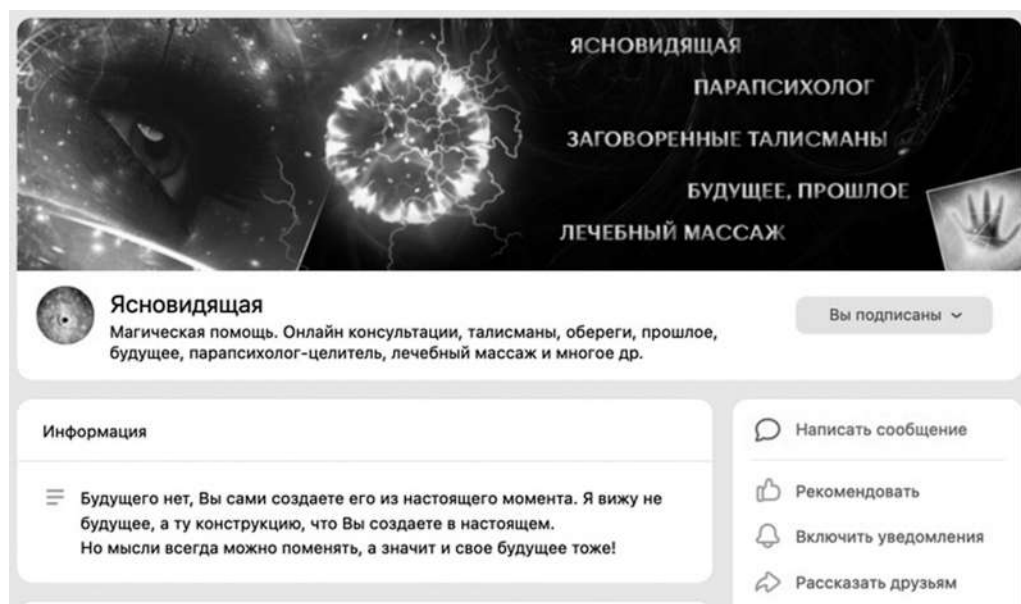 ЯСНОВИДЯЩАЯ
ПАРАПСИХОЛОГ
ЗАГОВОРЕННЫЕ ТАЛИСМАНЫ
БУДУЩЕЕ, ПРОШЛОЕ
ЛЕЧЕБНЫЙ МАССАЖ
Ясновидящая
Магическая помощь. Онлайн консультации, талисманы, обереги, прошлое,
будущее, парапсихолог-целитель, лечебный массаж и многое др.
Вы подписаны
Информация
Будущего нет, Вы сами создаете его из настоящего момента. Я вижу не
будущее, а ту конструкцию, что Вы создаете в настоящем.
Но мысли всегда можно поменять, а значит и свое будущее тоже!
Написать сообщение
Рекомендовать
Включить уведомления
Рассказать друзьям